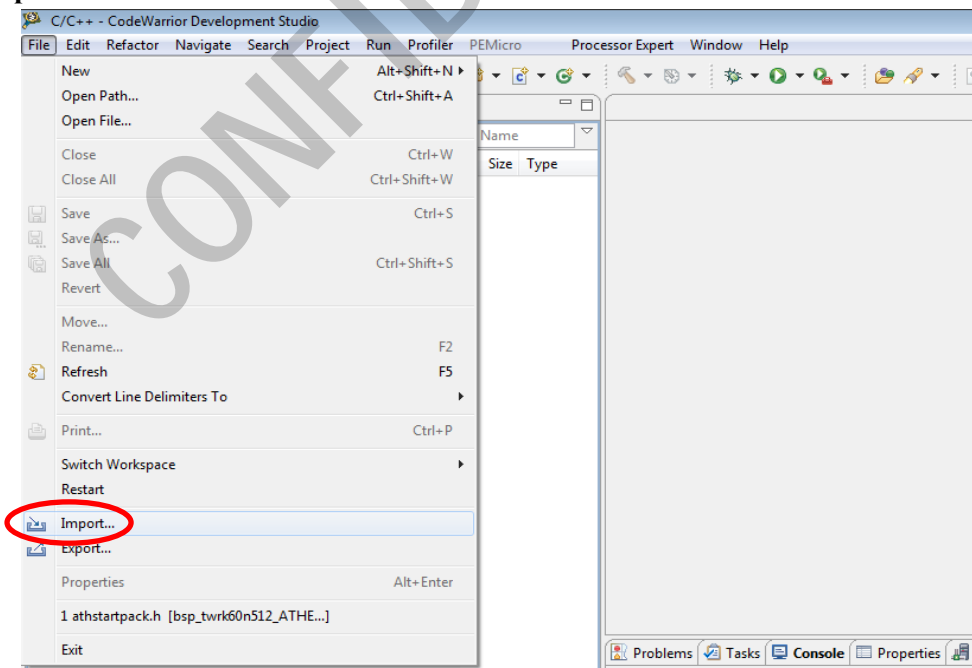 C/C++ - CodeWarrior Development Studio
File Edit Refactor Navigate Search Project Run Profiler PEMicro Processor Expert Window Help
New Alt+Shift+N
Open Path... Ctrl+Shift+A
Open File...
Name
Close Ctrl+W
Size Type
Close All Ctrl+Shift+W
Save Ctrl+S
Save As...
Save All Ctrl+Shift+S
Revert
Move...
Rename... F2
Refresh F5
Convert Line Delimiters To
Print... Ctrl+P
Switch Workspace
Restart
Import...
Export...
Properties Alt+Enter
1 athstartpack.h [bsp_twrk60n512_ATHE...]
Exit
Problems Tasks Console Properties
CONFID